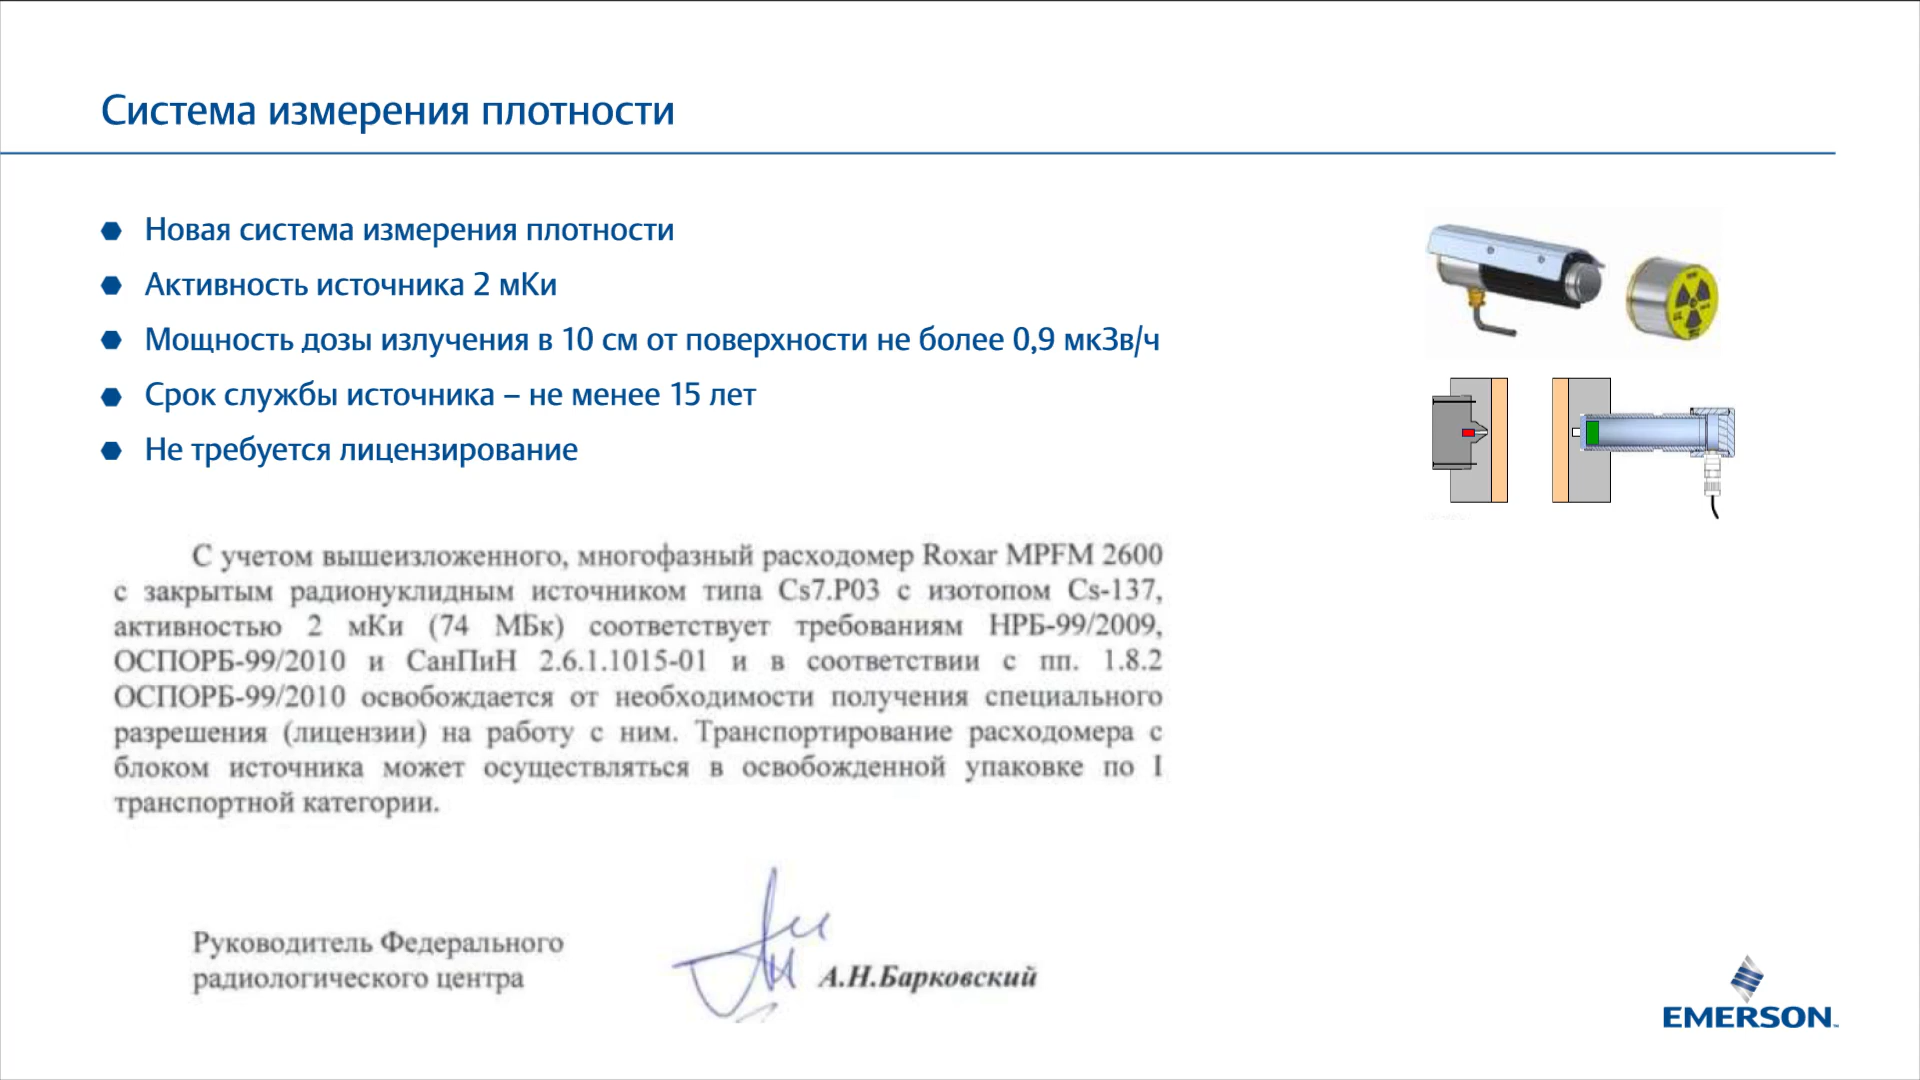 Система измерения плотности
Новая система измерения плотности
Активность источника 2 мКи
Мощность дозы излучения в 10 см от поверхности не более 0,9 мкЗв/ч
Срок службы источника – не менее 15 лет
Не требуется лицензирование
С учетом вышеизложенного, многофазный расходомер Roxar MPFM 2600
с закрытым радионуклидным источником типа Cs7.P03 с изотопом Cs-137,
активностью 2 мКи (74 МБк) соответствует требованиям НРБ-99/2009,
ОСПОРБ-99/2010 и СанПиН 2.6.1.1015-01 и в соответствии с пп. 1.8.2
ОСПОРБ-99/2010 освобождается от необходимости получения специального
разрешения (лицензии) на работу с ним. Транспортирование расходомера с
блоком источника может осуществляться в освобожденной упаковке по I
транспортной категории.
Руководитель Федерального
радиологического центра
А.Н.Барковский
EMERSON™